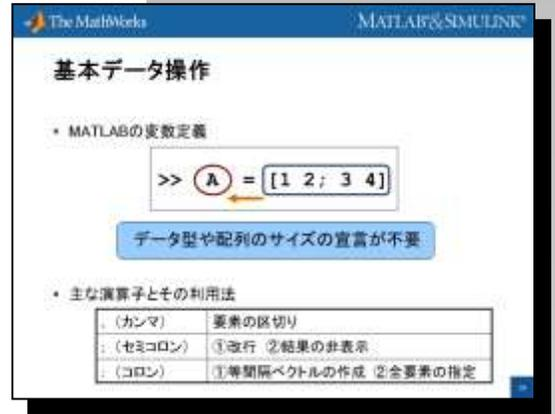 The MathWorks
MATLAB&SIMULINK®
基本データ操作
• MATLABの変数定義
>> A = [1 2; 3 4]
データ型や配列のサイズの宣言が不要
• 主な演算子とその利用法
, (カンマ) 要素の区切り
; (セミコロン) ①改行 ②結果の非表示
: (コロン) ①等間隔ベクトルの作成 ②全要素の指定